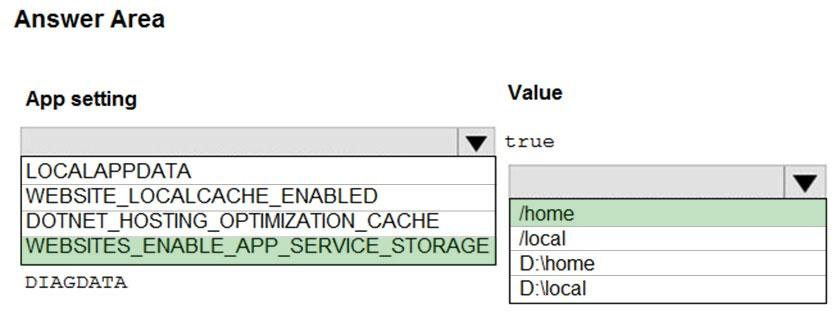 Answer Area
App setting
Value
true
LOCALAPPDATA
WEBSITE_LOCALCACHE_ENABLED
DOTNET_HOSTING_OPTIMIZATION_CACHE
WEBSITES_ENABLE_APP_SERVICE_STORAGE
DIAGDATA
/home
/local
D:\home
D:\local